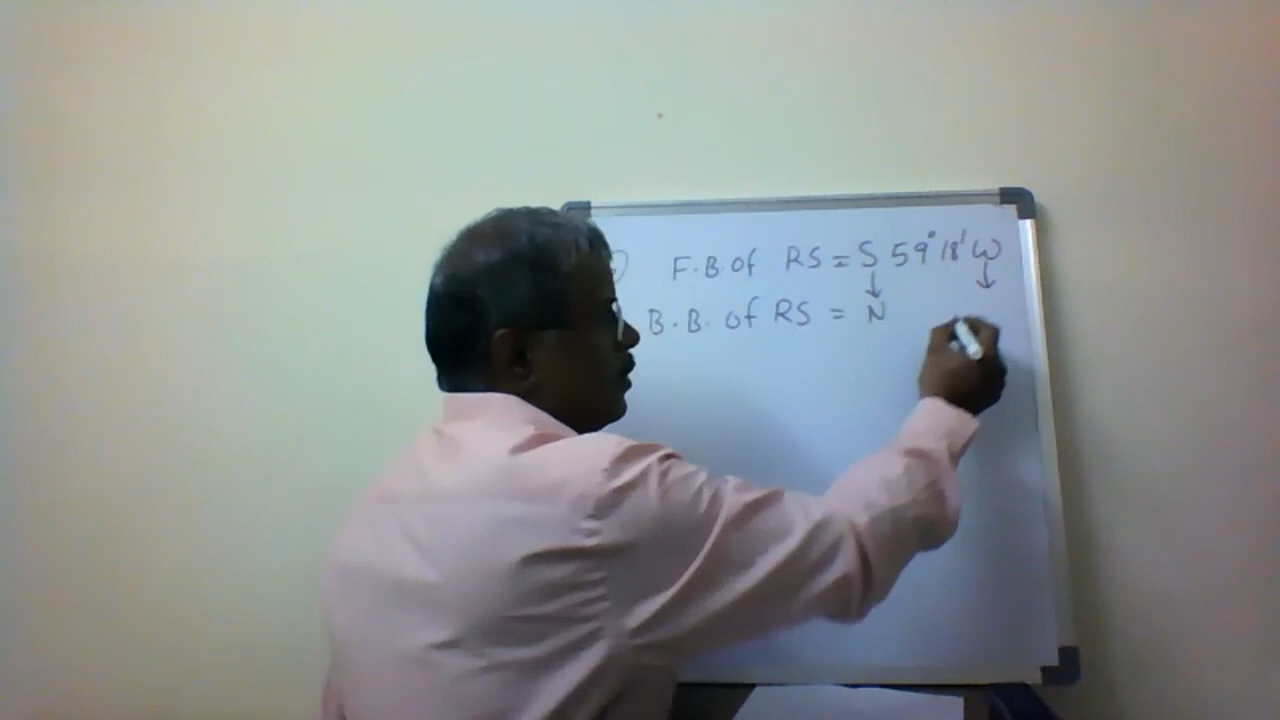 F.B.of RS = S 59° 18' W
↓ ↓
B.B. of RS = N